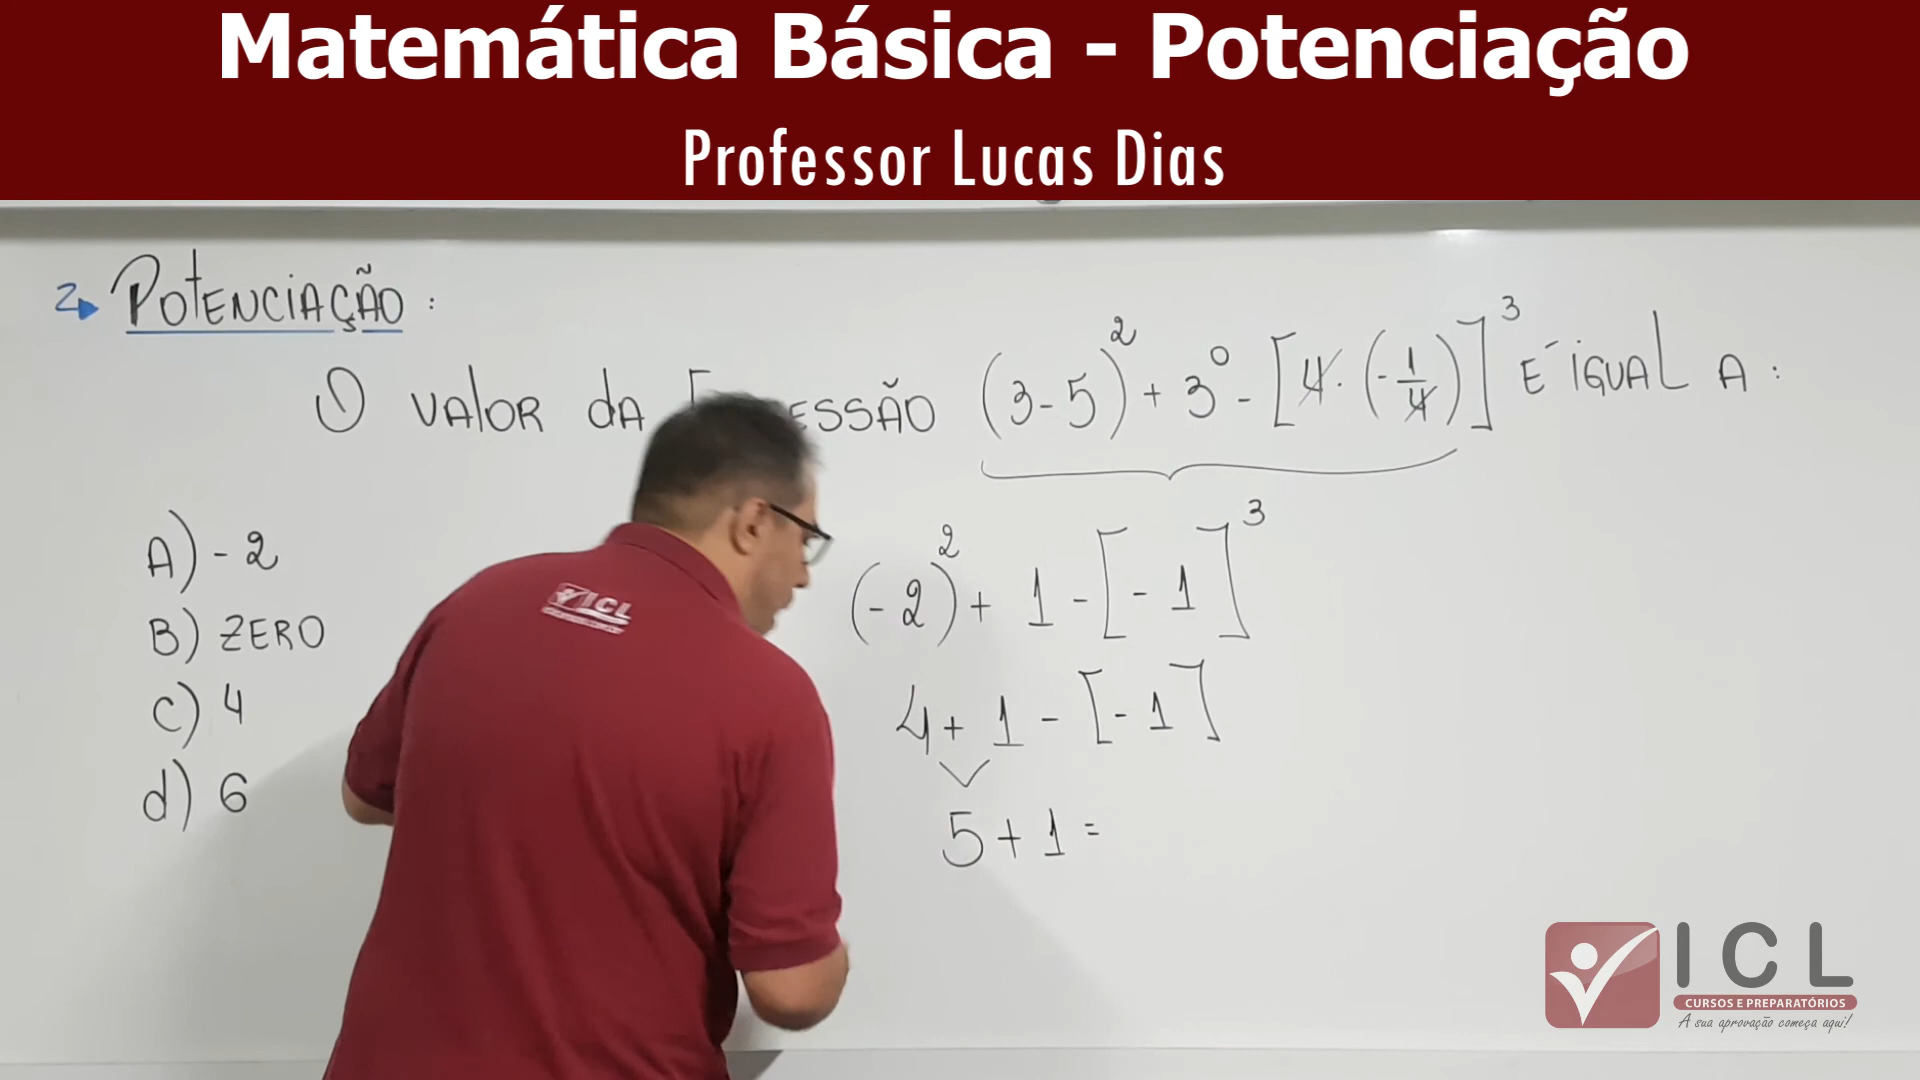 Matemática Básica - Potenciação
Professor Lucas Dias
2 POTENCIAÇÃO :
① VALOR DA ESSÃO (3-5)² + 3⁰ - [4 · (-1/4)]³ É IGUAL A :
A) - 2
B) ZERO
C) 4
d) 6
(-2)² + 1 - [-1]³
4 + 1 - [-1]
5 + 1 =
ICL
ICL
CURSOS E PREPARATÓRIOS
A sua aprovação começa aqui!